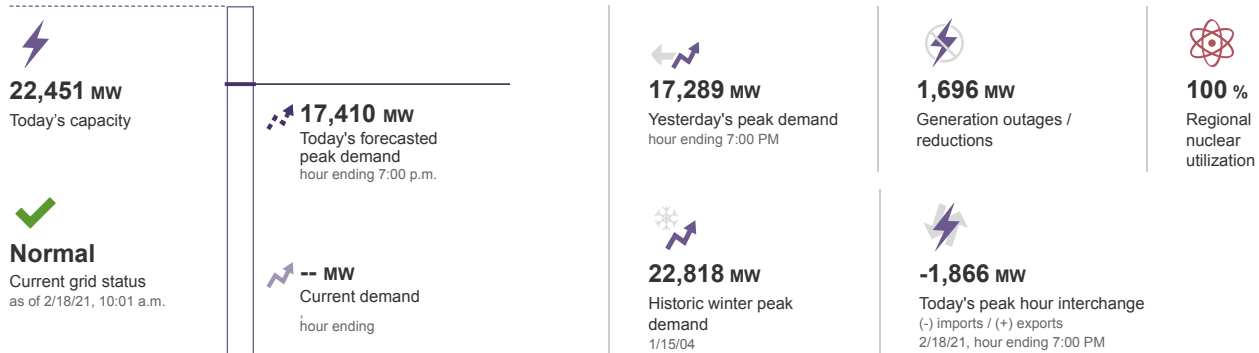 22,451 MW
Today's capacity
Normal
Current grid status
as of 2/18/21, 10:01 a.m.
17,410 MW
Today's forecasted
peak demand
hour ending 7:00 p.m.
-- MW
Current demand
,
hour ending
17,289 MW
Yesterday's peak demand
hour ending 7:00 PM
1,696 MW
Generation outages /
reductions
100 %
Regional
nuclear
utilization
22,818 MW
Historic winter peak
demand
1/15/04
-1,866 MW
Today's peak hour interchange
(-) imports / (+) exports
2/18/21, hour ending 7:00 PM